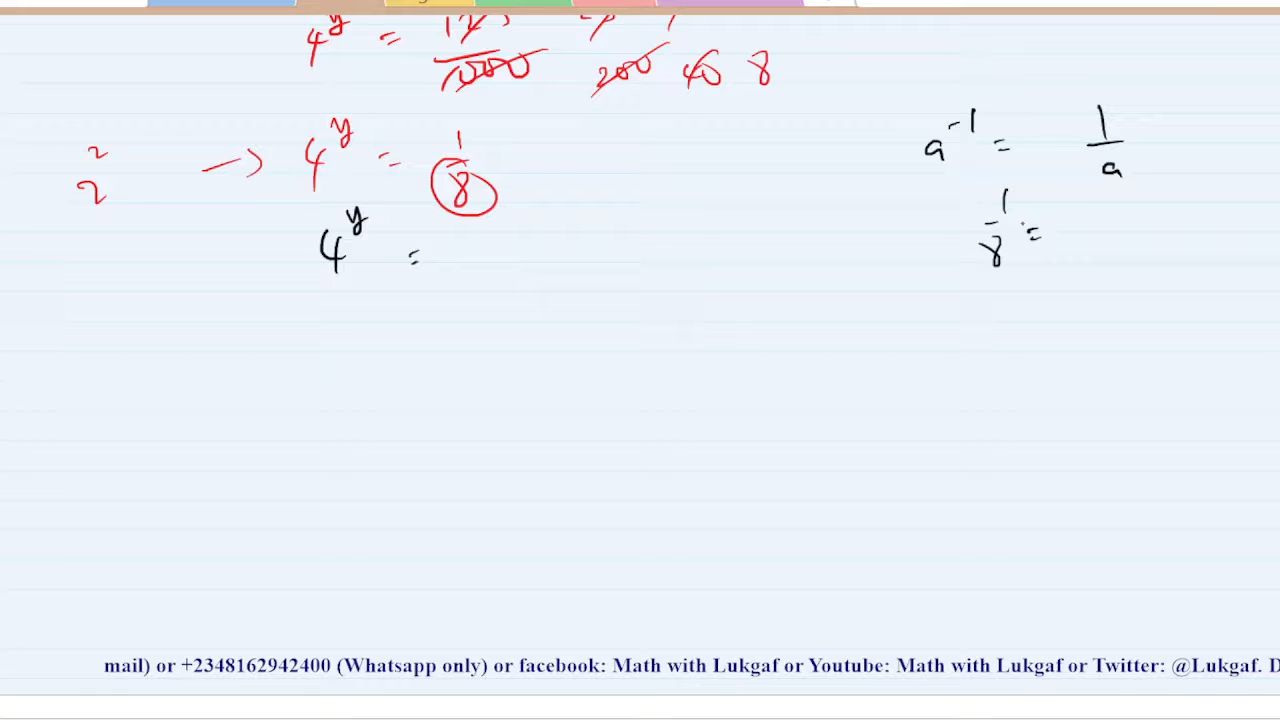 4^y =
1000 200 40 8
2^2 → 4^y = 1/8
4^y =
a^-1 = 1/a
1/8 =
mail) or +2348162942400 (Whatsapp only) or facebook: Math with Lukgaf or Youtube: Math with Lukgaf or Twitter: @Lukgaf. D